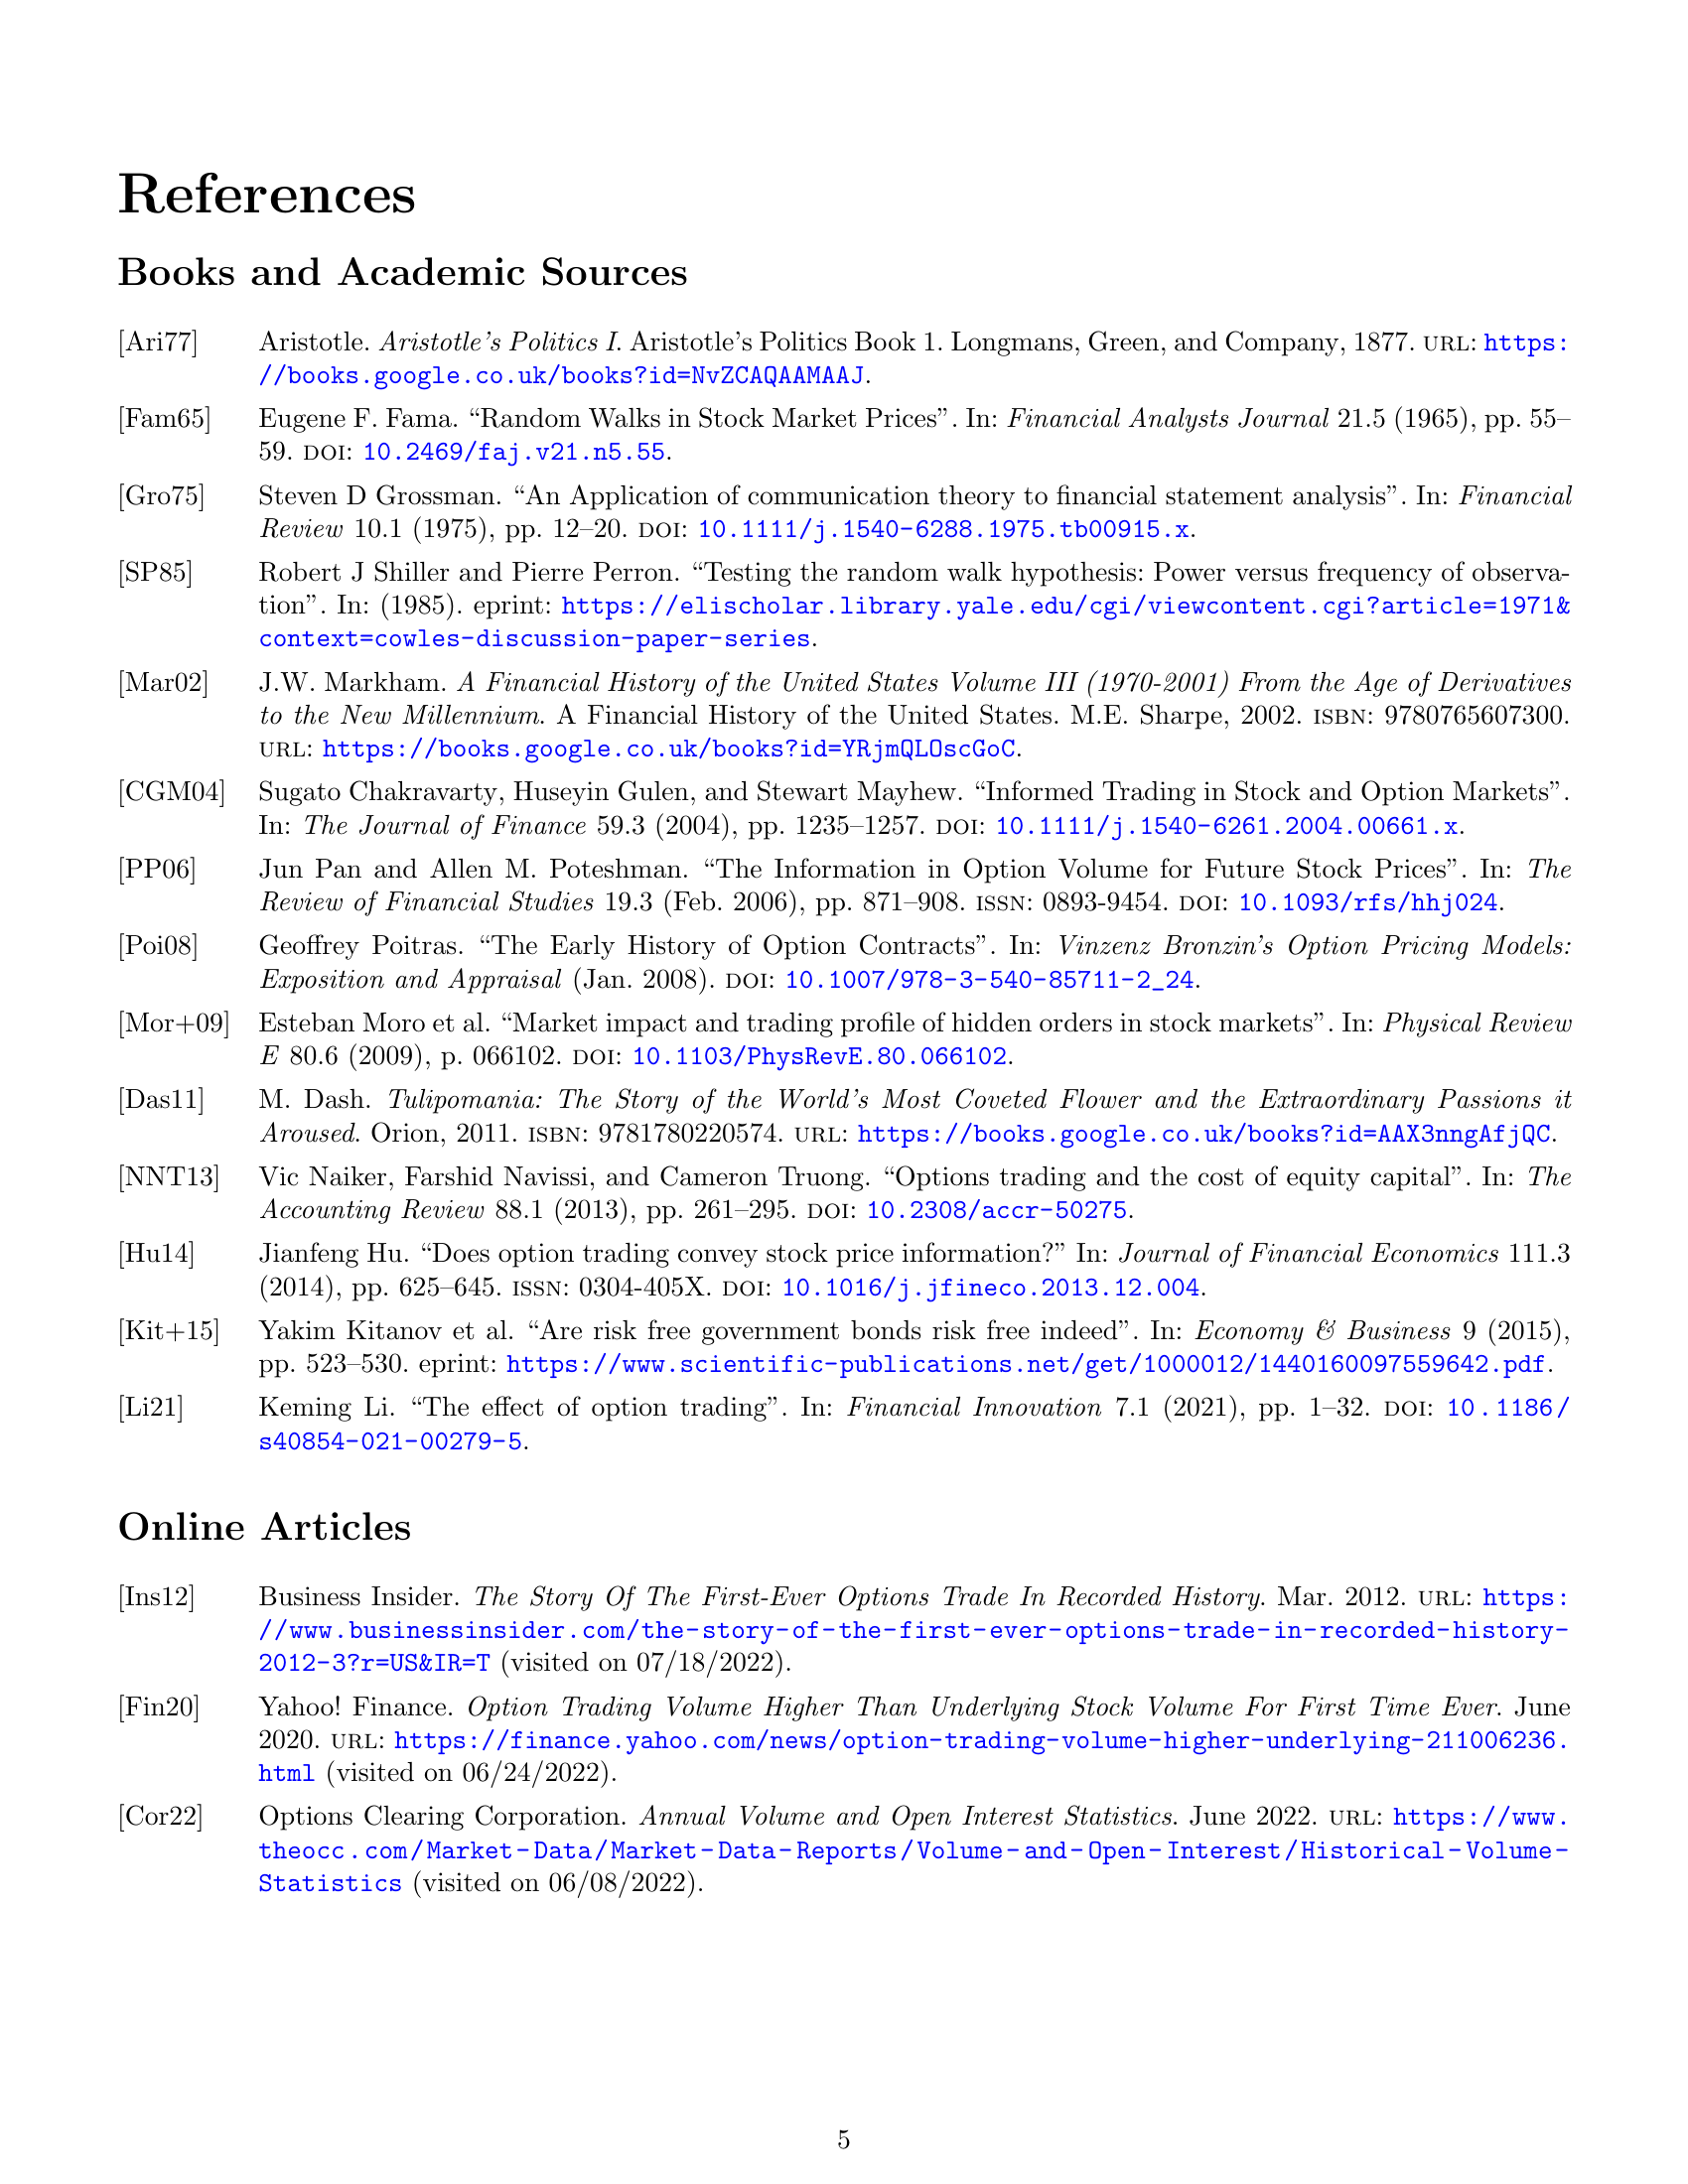 References
Books and Academic Sources
[Ari77] Aristotle. Aristotle's Politics I. Aristotle's Politics Book 1. Longmans, Green, and Company, 1877. URL: https:
//books.google.co.uk/books?id=NvZCAQAAMAAJ.
[Fam65] Eugene F. Fama. “Random Walks in Stock Market Prices”. In: Financial Analysts Journal 21.5 (1965), pp. 55–
59. DOI: 10.2469/faj.v21.n5.55.
[Gro75] Steven D Grossman. “An Application of communication theory to financial statement analysis”. In: Financial
Review 10.1 (1975), pp. 12–20. DOI: 10.1111/j.1540-6288.1975.tb00915.x.
[SP85] Robert J Shiller and Pierre Perron. “Testing the random walk hypothesis: Power versus frequency of observa-
tion”. In: (1985). eprint: https://elischolar.library.yale.edu/cgi/viewcontent.cgi?article=1971&
context=cowles-discussion-paper-series.
[Mar02] J.W. Markham. A Financial History of the United States Volume III (1970-2001) From the Age of Derivatives
to the New Millennium. A Financial History of the United States. M.E. Sharpe, 2002. ISBN: 9780765607300.
URL: https://books.google.co.uk/books?id=YRjmQLOscGoC.
[CGM04] Sugato Chakravarty, Huseyin Gulen, and Stewart Mayhew. “Informed Trading in Stock and Option Markets”.
In: The Journal of Finance 59.3 (2004), pp. 1235–1257. DOI: 10.1111/j.1540-6261.2004.00661.x.
[PP06] Jun Pan and Allen M. Poteshman. “The Information in Option Volume for Future Stock Prices”. In: The
Review of Financial Studies 19.3 (Feb. 2006), pp. 871–908. ISSN: 0893-9454. DOI: 10.1093/rfs/hhj024.
[Poi08] Geoffrey Poitras. “The Early History of Option Contracts”. In: Vinzenz Bronzin's Option Pricing Models:
Exposition and Appraisal (Jan. 2008). DOI: 10.1007/978-3-540-85711-2_24.
[Mor+09] Esteban Moro et al. “Market impact and trading profile of hidden orders in stock markets”. In: Physical Review
E 80.6 (2009), p. 066102. DOI: 10.1103/PhysRevE.80.066102.
[Das11] M. Dash. Tulipomania: The Story of the World's Most Coveted Flower and the Extraordinary Passions it
Aroused. Orion, 2011. ISBN: 9781780220574. URL: https://books.google.co.uk/books?id=AAX3nngAfjQC.
[NNT13] Vic Naiker, Farshid Navissi, and Cameron Truong. “Options trading and the cost of equity capital”. In: The
Accounting Review 88.1 (2013), pp. 261–295. DOI: 10.2308/accr-50275.
[Hu14] Jianfeng Hu. “Does option trading convey stock price information?” In: Journal of Financial Economics 111.3
(2014), pp. 625–645. ISSN: 0304-405X. DOI: 10.1016/j.jfineco.2013.12.004.
[Kit+15] Yakim Kitanov et al. “Are risk free government bonds risk free indeed”. In: Economy & Business 9 (2015),
pp. 523–530. eprint: https://www.scientific-publications.net/get/1000012/1440160097559642.pdf.
[Li21] Keming Li. “The effect of option trading”. In: Financial Innovation 7.1 (2021), pp. 1–32. DOI: 10.1186/
s40854-021-00279-5.
Online Articles
[Ins12] Business Insider. The Story Of The First-Ever Options Trade In Recorded History. Mar. 2012. URL: https:
//www.businessinsider.com/the-story-of-the-first-ever-options-trade-in-recorded-history-
2012-3?r=US&IR=T (visited on 07/18/2022).
[Fin20] Yahoo! Finance. Option Trading Volume Higher Than Underlying Stock Volume For First Time Ever. June
2020. URL: https://finance.yahoo.com/news/option-trading-volume-higher-underlying-211006236.
html (visited on 06/24/2022).
[Cor22] Options Clearing Corporation. Annual Volume and Open Interest Statistics. June 2022. URL: https://www.
theocc.com/Market-Data/Market-Data-Reports/Volume-and-Open-Interest/Historical-Volume-
Statistics (visited on 06/08/2022).
5